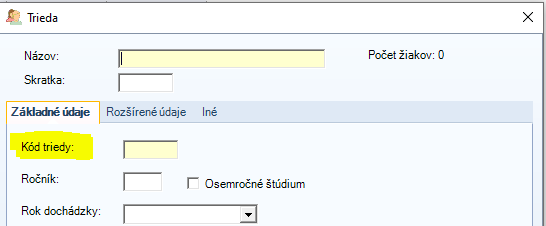 Trieda
Názov:
Počet žiakov: 0
Skratka:
Základné údaje Rozšírené údaje Iné
Kód triedy:
Ročník:
Osemročné štúdium
Rok dochádzky: